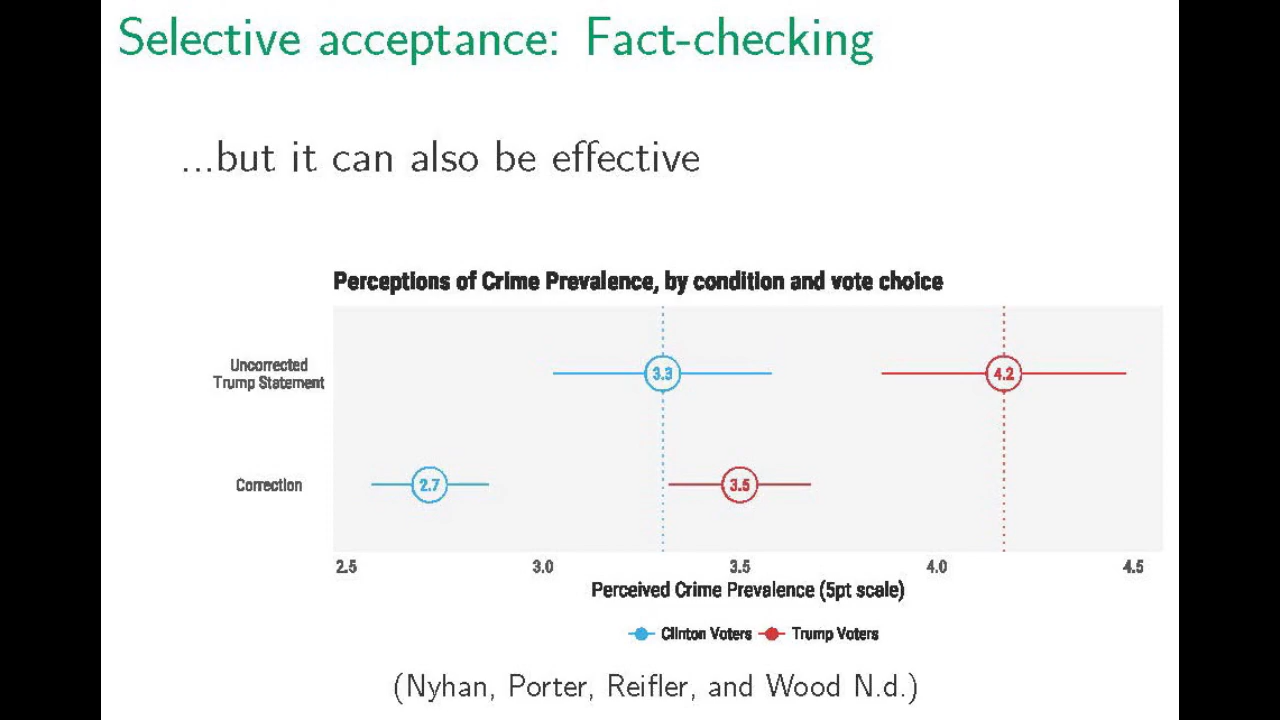 Selective acceptance: Fact-checking
...but it can also be effective
Perceptions of Crime Prevalence, by condition and vote choice
Uncorrected
Trump Statement
3.3
4.2
Correction
2.7
3.5
2.5 3.0 3.5 4.0 4.5
Perceived Crime Prevalence (5pt scale)
Clinton Voters Trump Voters
(Nyhan, Porter, Reifler, and Wood N.d.)